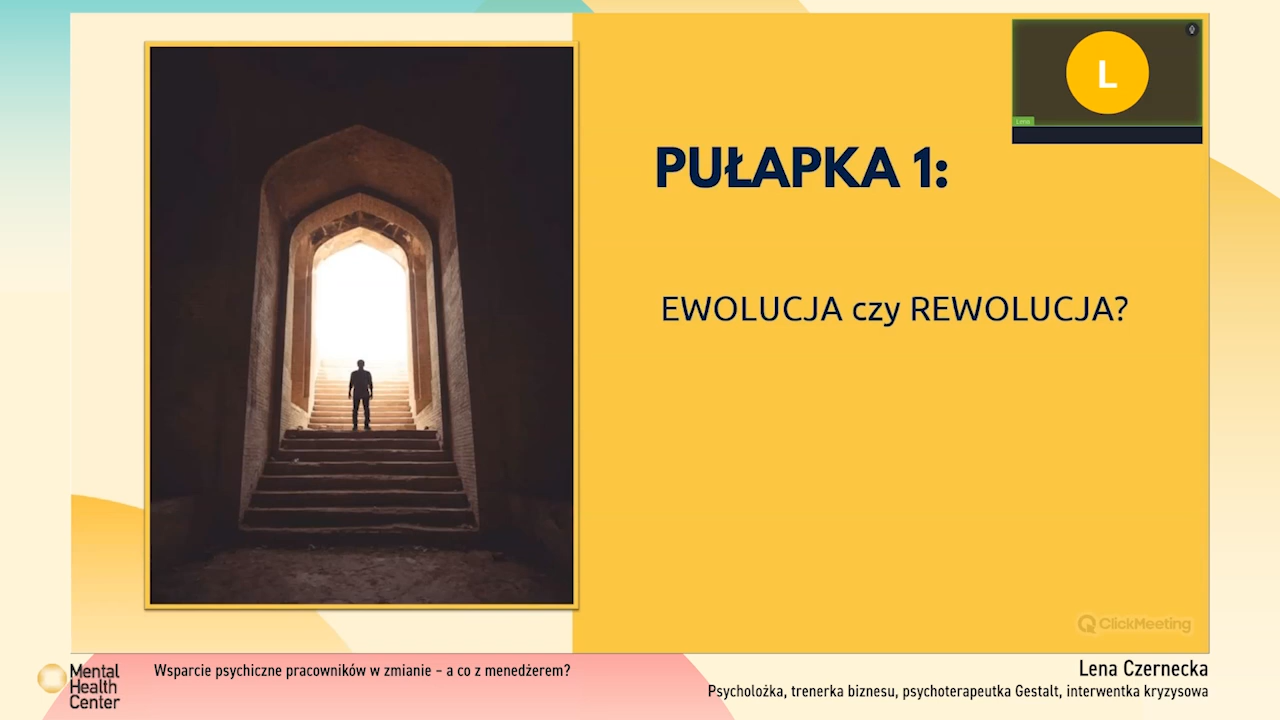 L
Lena
PUŁAPKA 1:
EWOLUCJA czy REWOLUCJA?
ClickMeeting
Mental
Health
Center
Wsparcie psychiczne pracowników w zmianie – a co z menedżerem?
Lena Czernecka
Psycholożka, trenerka biznesu, psychoterapeutka Gestalt, interwentka kryzysowa